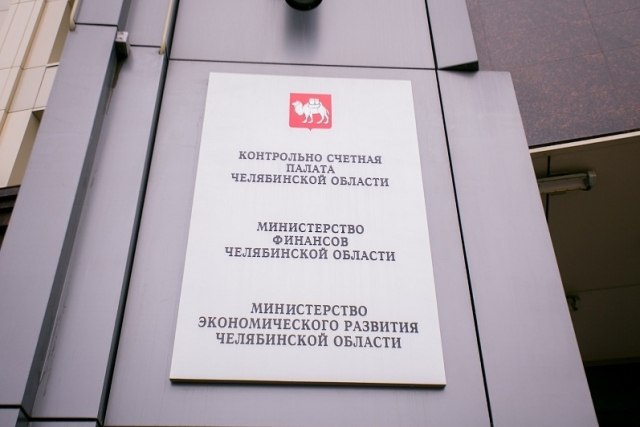 КОНТРОЛЬНО СЧЕТНАЯ
ПАЛАТА
ЧЕЛЯБИНСКОЙ ОБЛАСТИ
МИНИСТЕРСТВО
ФИНАНСОВ
ЧЕЛЯБИНСКОЙ ОБЛАСТИ
МИНИСТЕРСТВО
ЭКОНОМИЧЕСКОГО РАЗВИТИЯ
ЧЕЛЯБИНСКОЙ ОБЛАСТИ